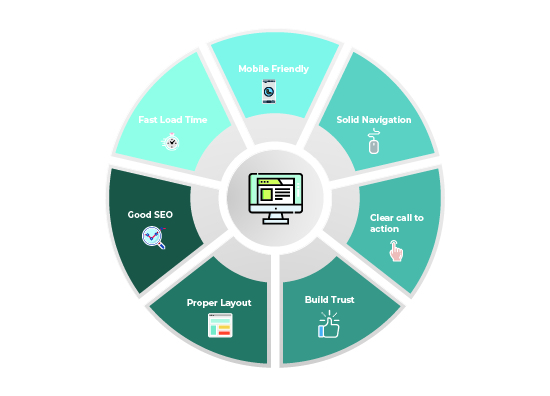 Mobile Friendly
Solid Navigation
Clear call to
action
Build Trust
Proper Layout
Good SEO
Fast Load Time